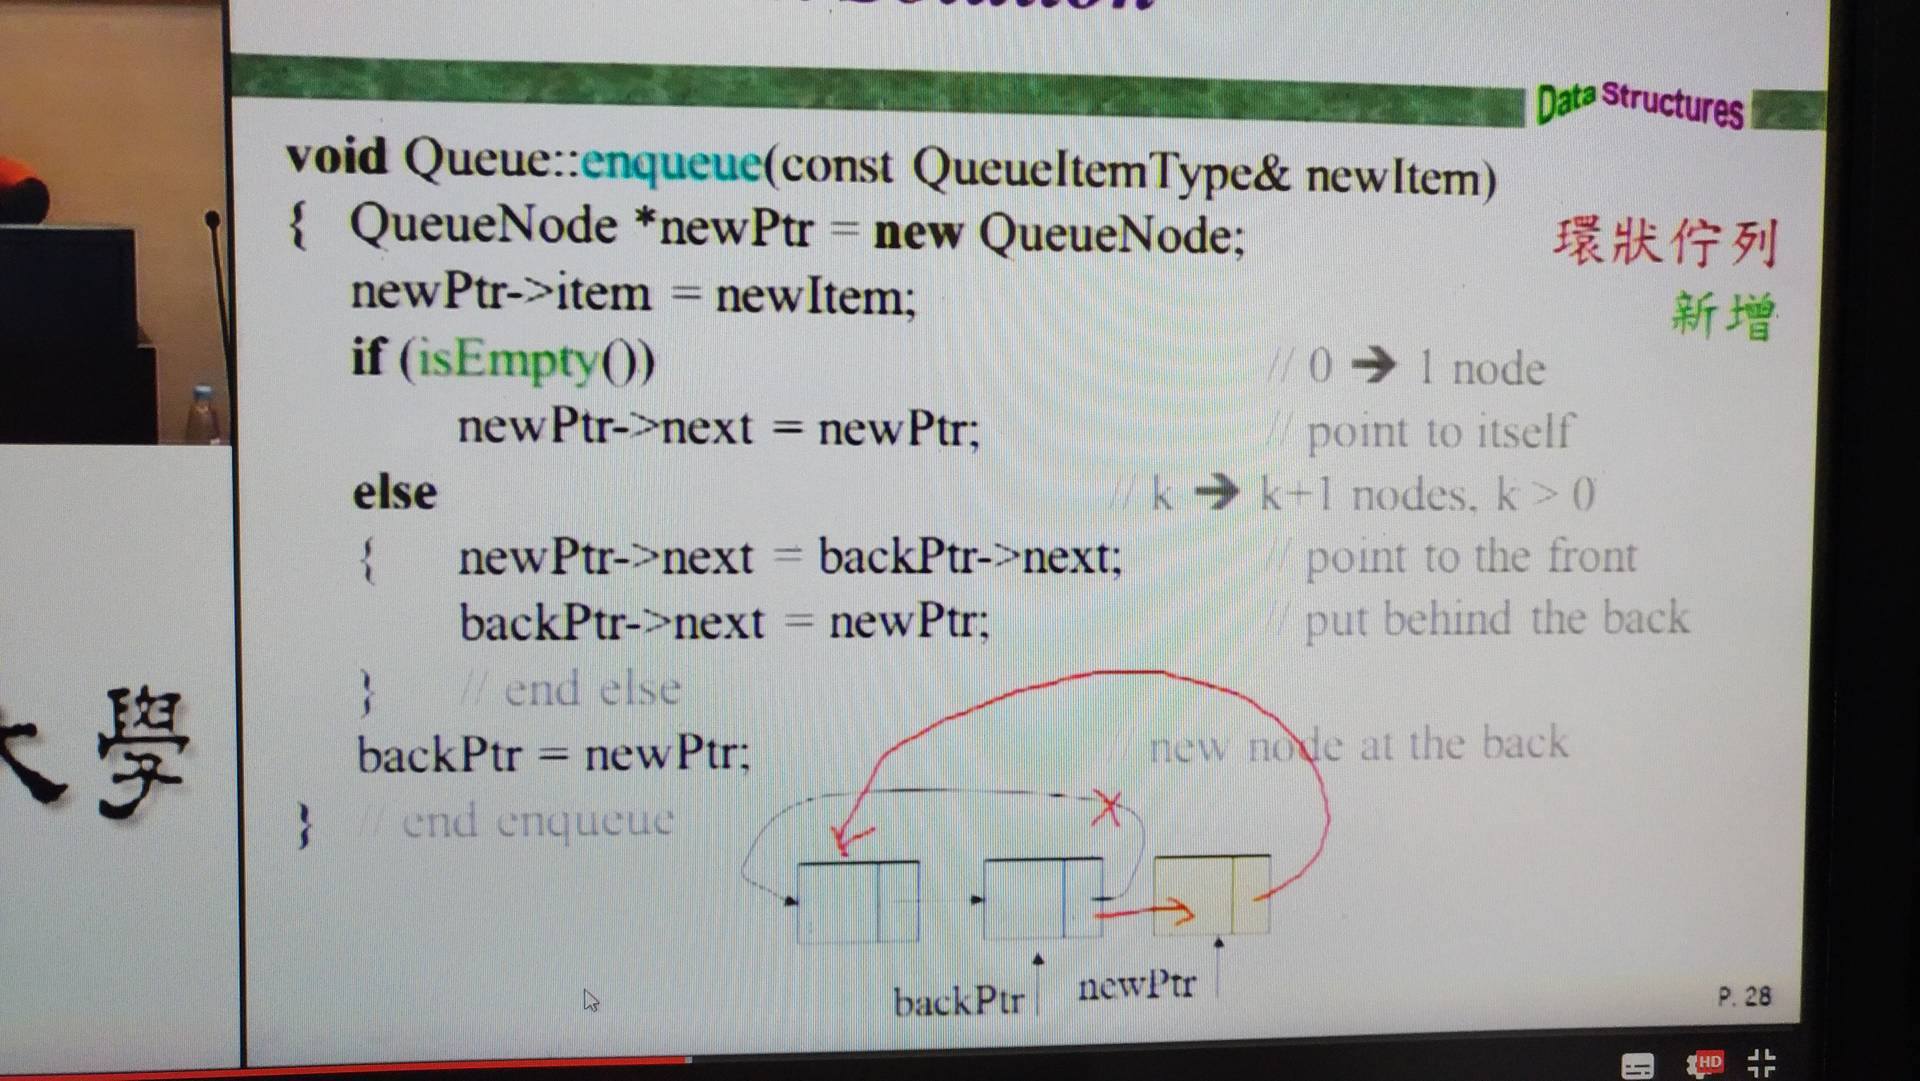 Data Structures
void Queue::enqueue(const QueueItemType& newItem)
{ QueueNode *newPtr = new QueueNode;
環狀佇列
newPtr->item = newItem;
新增
if (isEmpty()) // 0 ➔ 1 node
newPtr->next = newPtr; // point to itself
else // k ➔ k+1 nodes, k > 0
{ newPtr->next = backPtr->next; // point to the front
backPtr->next = newPtr; // put behind the back
} // end else
backPtr = newPtr; // new node at the back
} // end enqueue
backPtr
newPtr
P. 28
學
HD